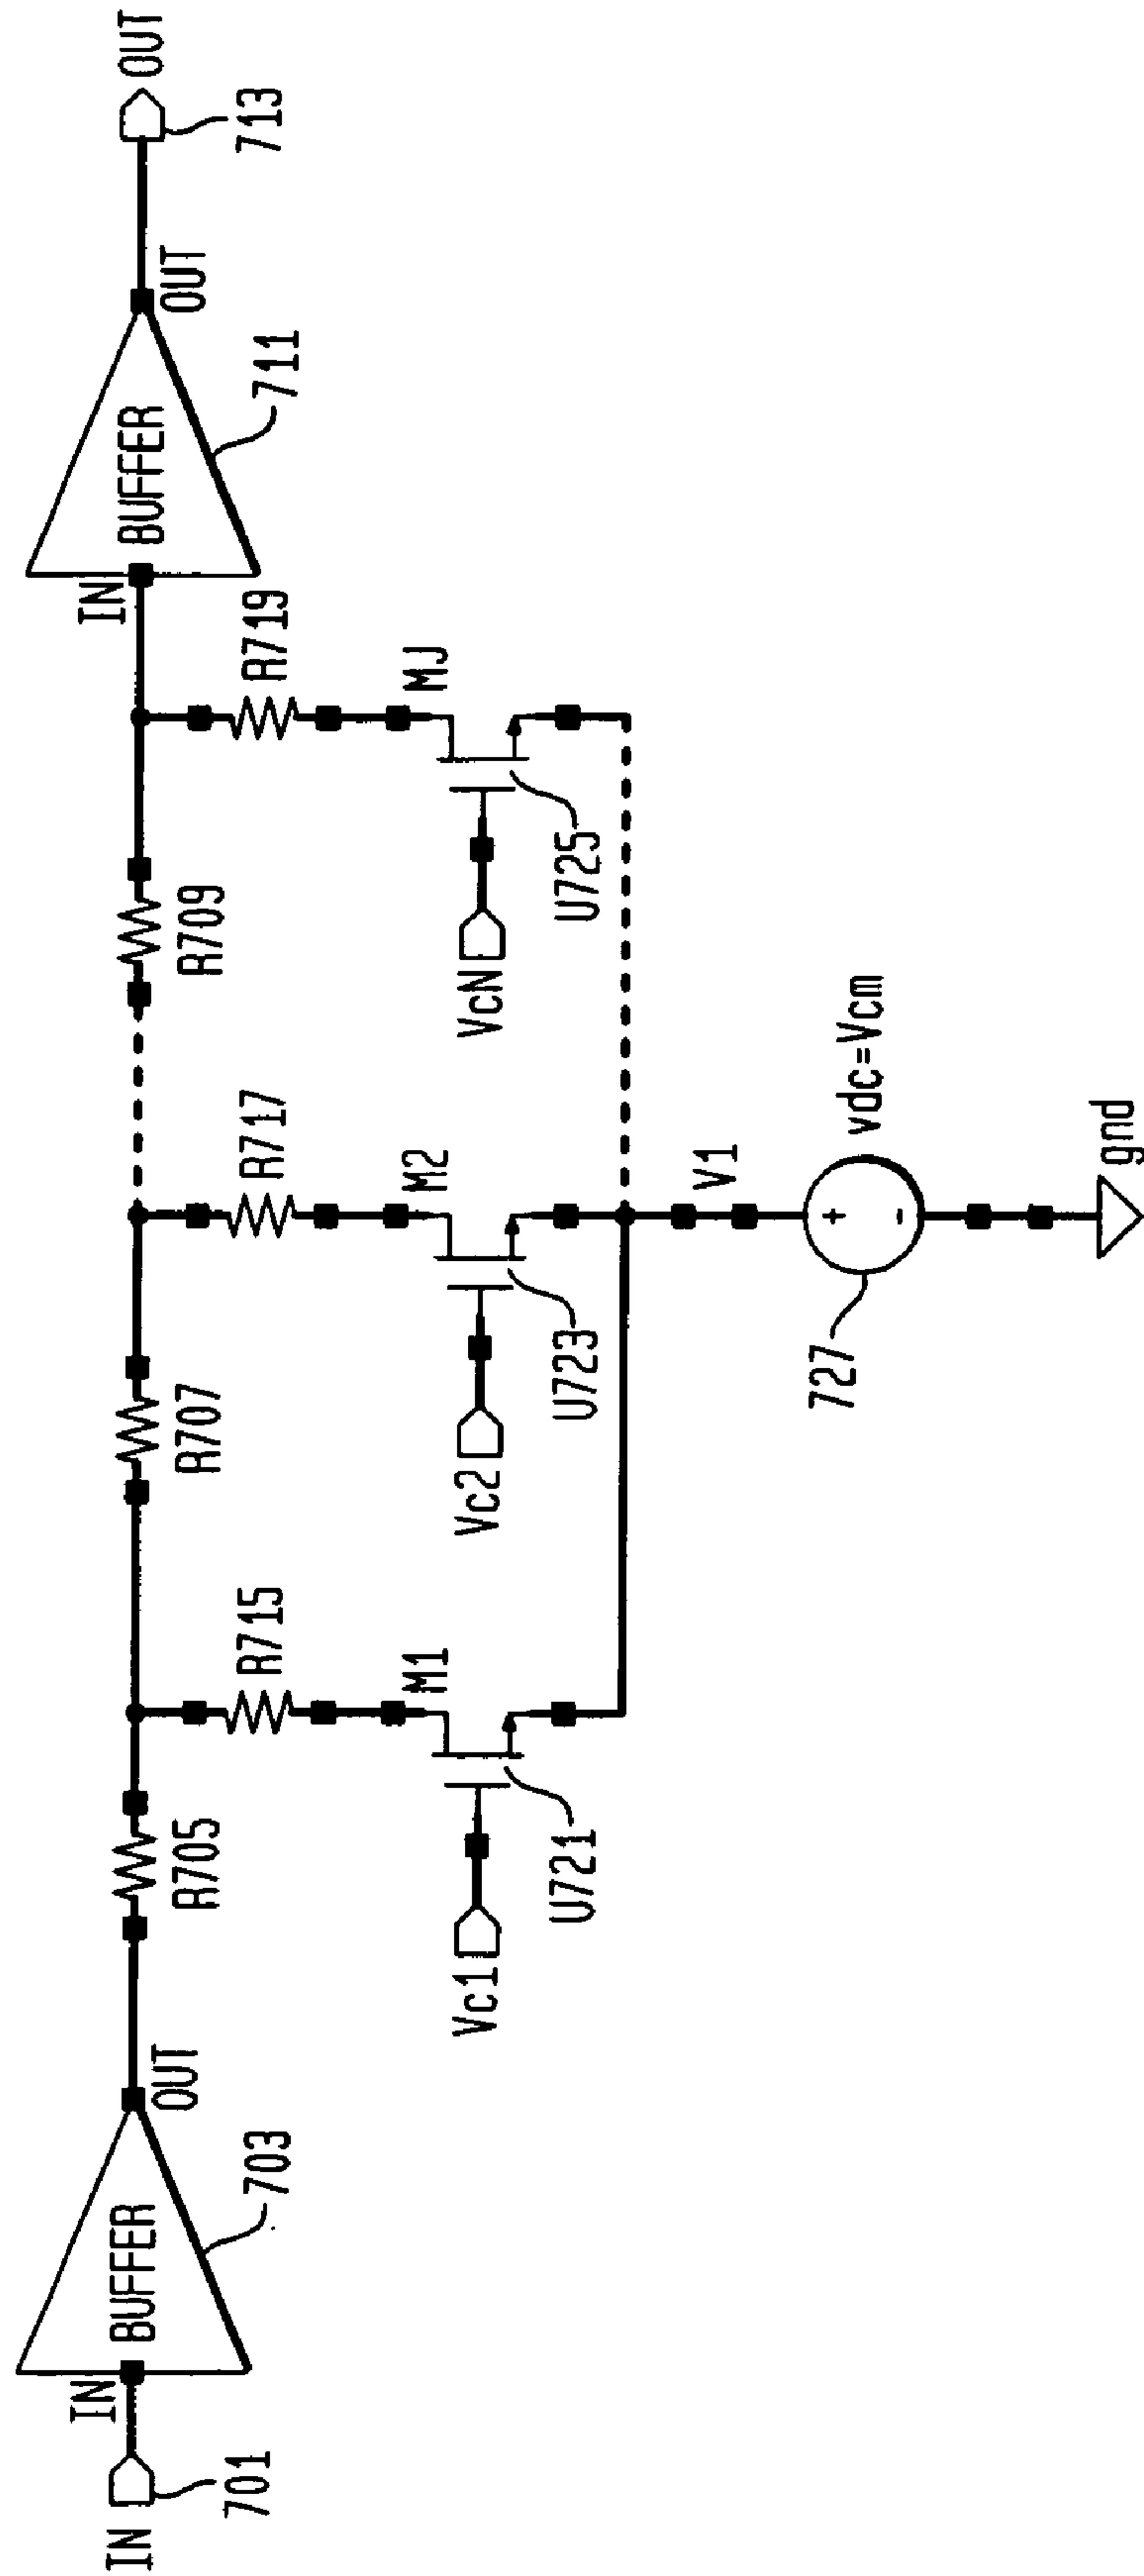 IN
701
IN
BUFFER
703
OUT
R705
R707
R709
IN
BUFFER
711
OUT
OUT
713
R715
R717
R719
M1
M2
MJ
Vc1
Vc2
VcN
U721
U723
U725
V1
vdc=Vcm
+
-
727
gnd